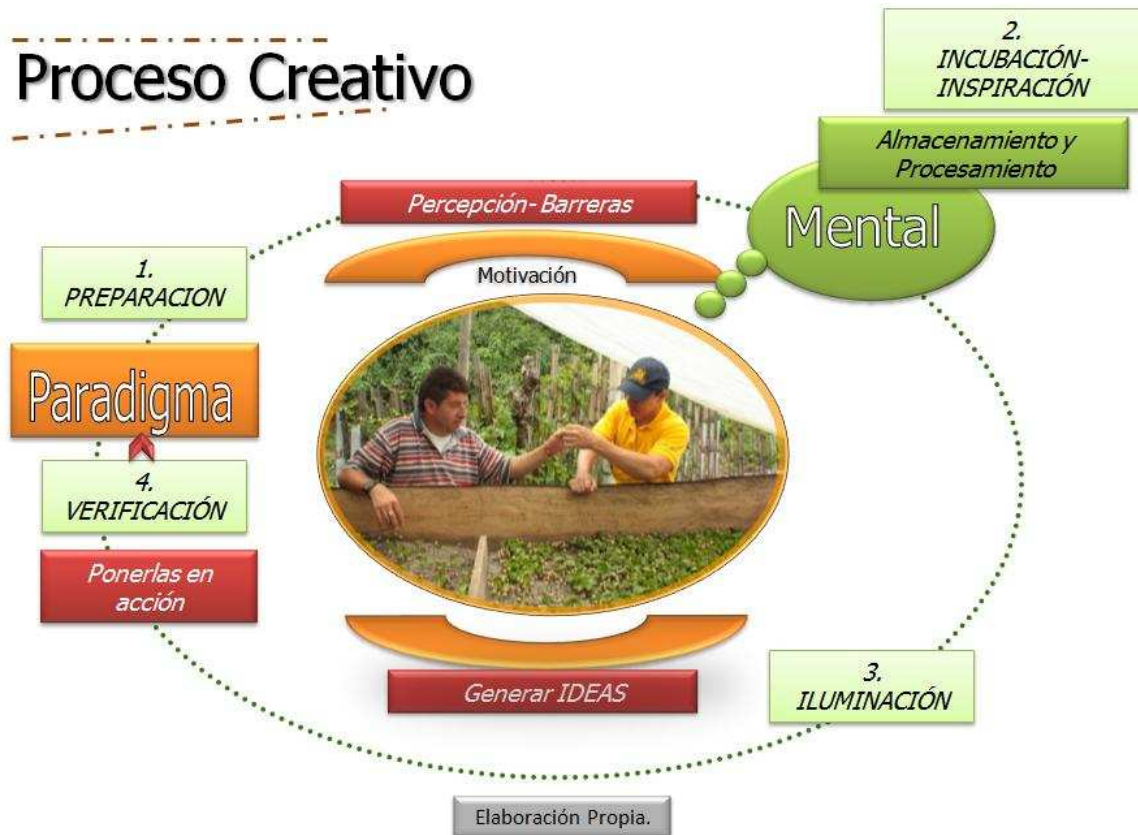 Proceso Creativo
2.
INCUBACIÓN-
INSPIRACIÓN
Almacenamiento y
Procesamiento
Mental
Percepción- Barreras
Motivación
1.
PREPARACION
Paradigma
4.
VERIFICACIÓN
Ponerlas en
acción
3.
ILUMINACIÓN
Generar IDEAS
Elaboración Propia.